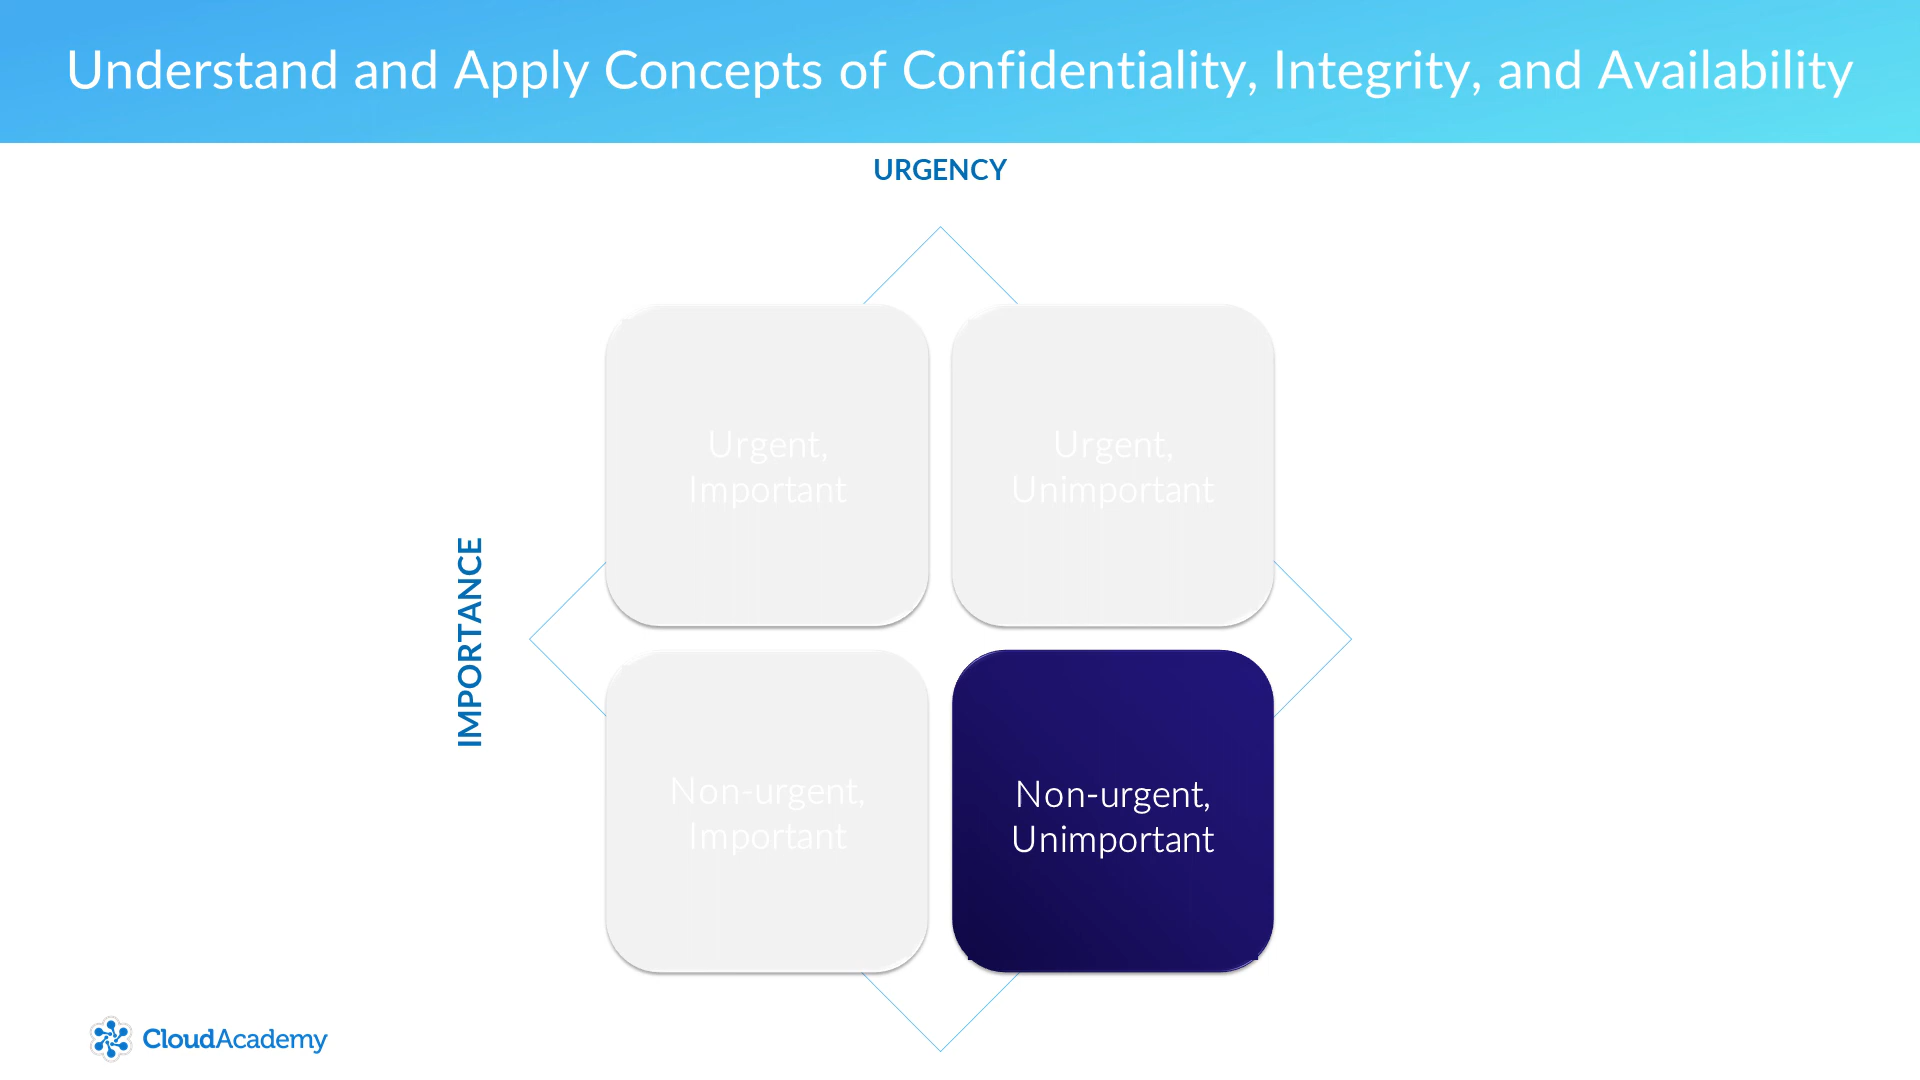 Understand and Apply Concepts of Confidentiality, Integrity, and Availability
URGENCY
IMPORTANCE
Urgent,
Important
Urgent,
Unimportant
Non-urgent,
Important
Non-urgent,
Unimportant
CloudAcademy